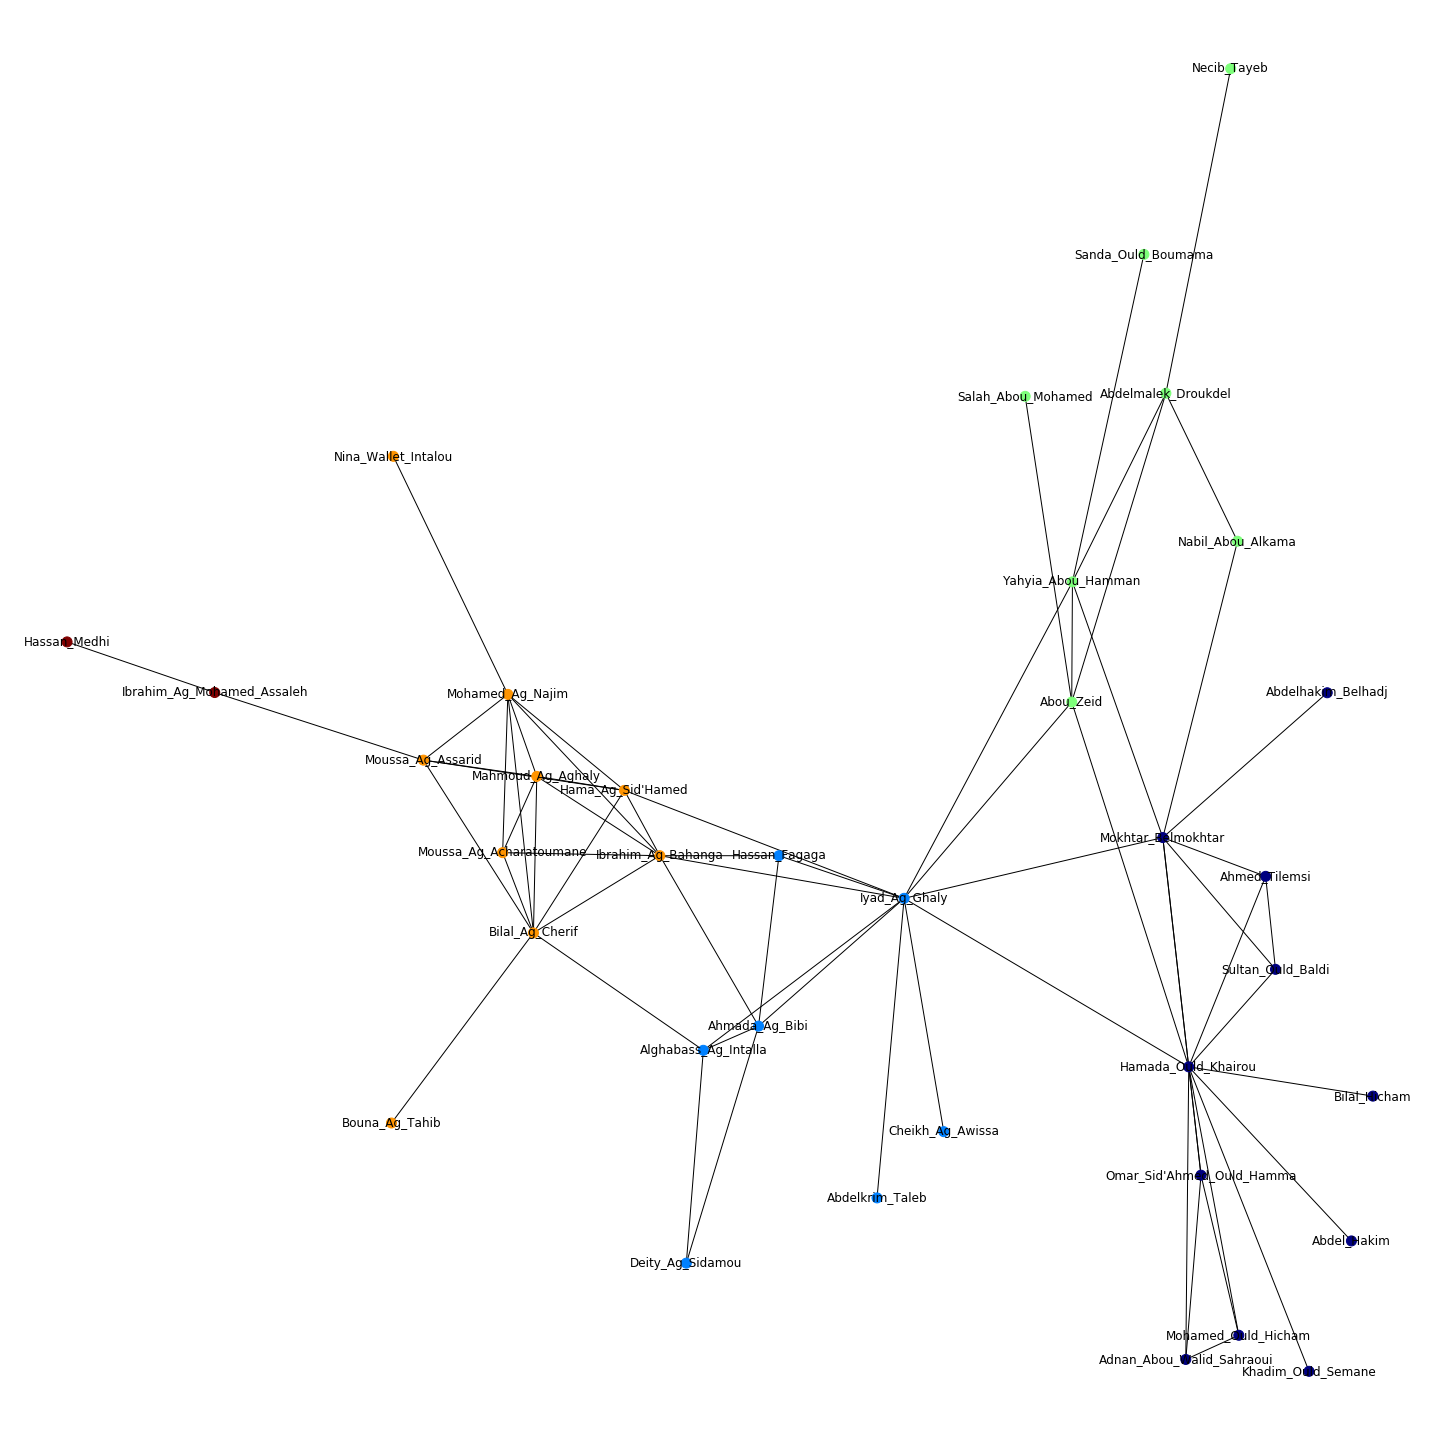 Necib_Tayeb
Sanda_Ould_Boumama
Abdelmalek_Droukdel
Salah_Abou_Mohamed
Nina_Wallet_Intalou
Nabil_Abou_Alkama
Yahyia_Abou_Hamman
Hassan_Medhi
Ibrahim_Ag_Mohamed_Assaleh
Mohamed_Ag_Najim
Abdelhakim_Belhadj
Abou_Zeid
Moussa_Ag_Assarid
Mahmoud_Ag_Aghaly
Hama_Ag_Sid'Hamed
Mokhtar_Belmokhtar
Moussa_Ag_Acharatoumane
Ibrahim_Ag_Bahanga
Hassan_Fagaga
Ahmed_Tilemsi
Iyad_Ag_Ghaly
Bilal_Ag_Cherif
Sultan_Ould_Baldi
Ahmada_Ag_Bibi
Alghabass_Ag_Intalla
Hamada_Ould_Khairou
Bilal_Hicham
Bouna_Ag_Tahib
Cheikh_Ag_Awissa
Omar_Sid'Ahmed_Ould_Hamma
Abdelkrim_Taleb
Abdel_Hakim
Deity_Ag_Sidamou
Mohamed_Ould_Hicham
Adnan_Abou_Walid_Sahraoui
Khadim_Ould_Semane